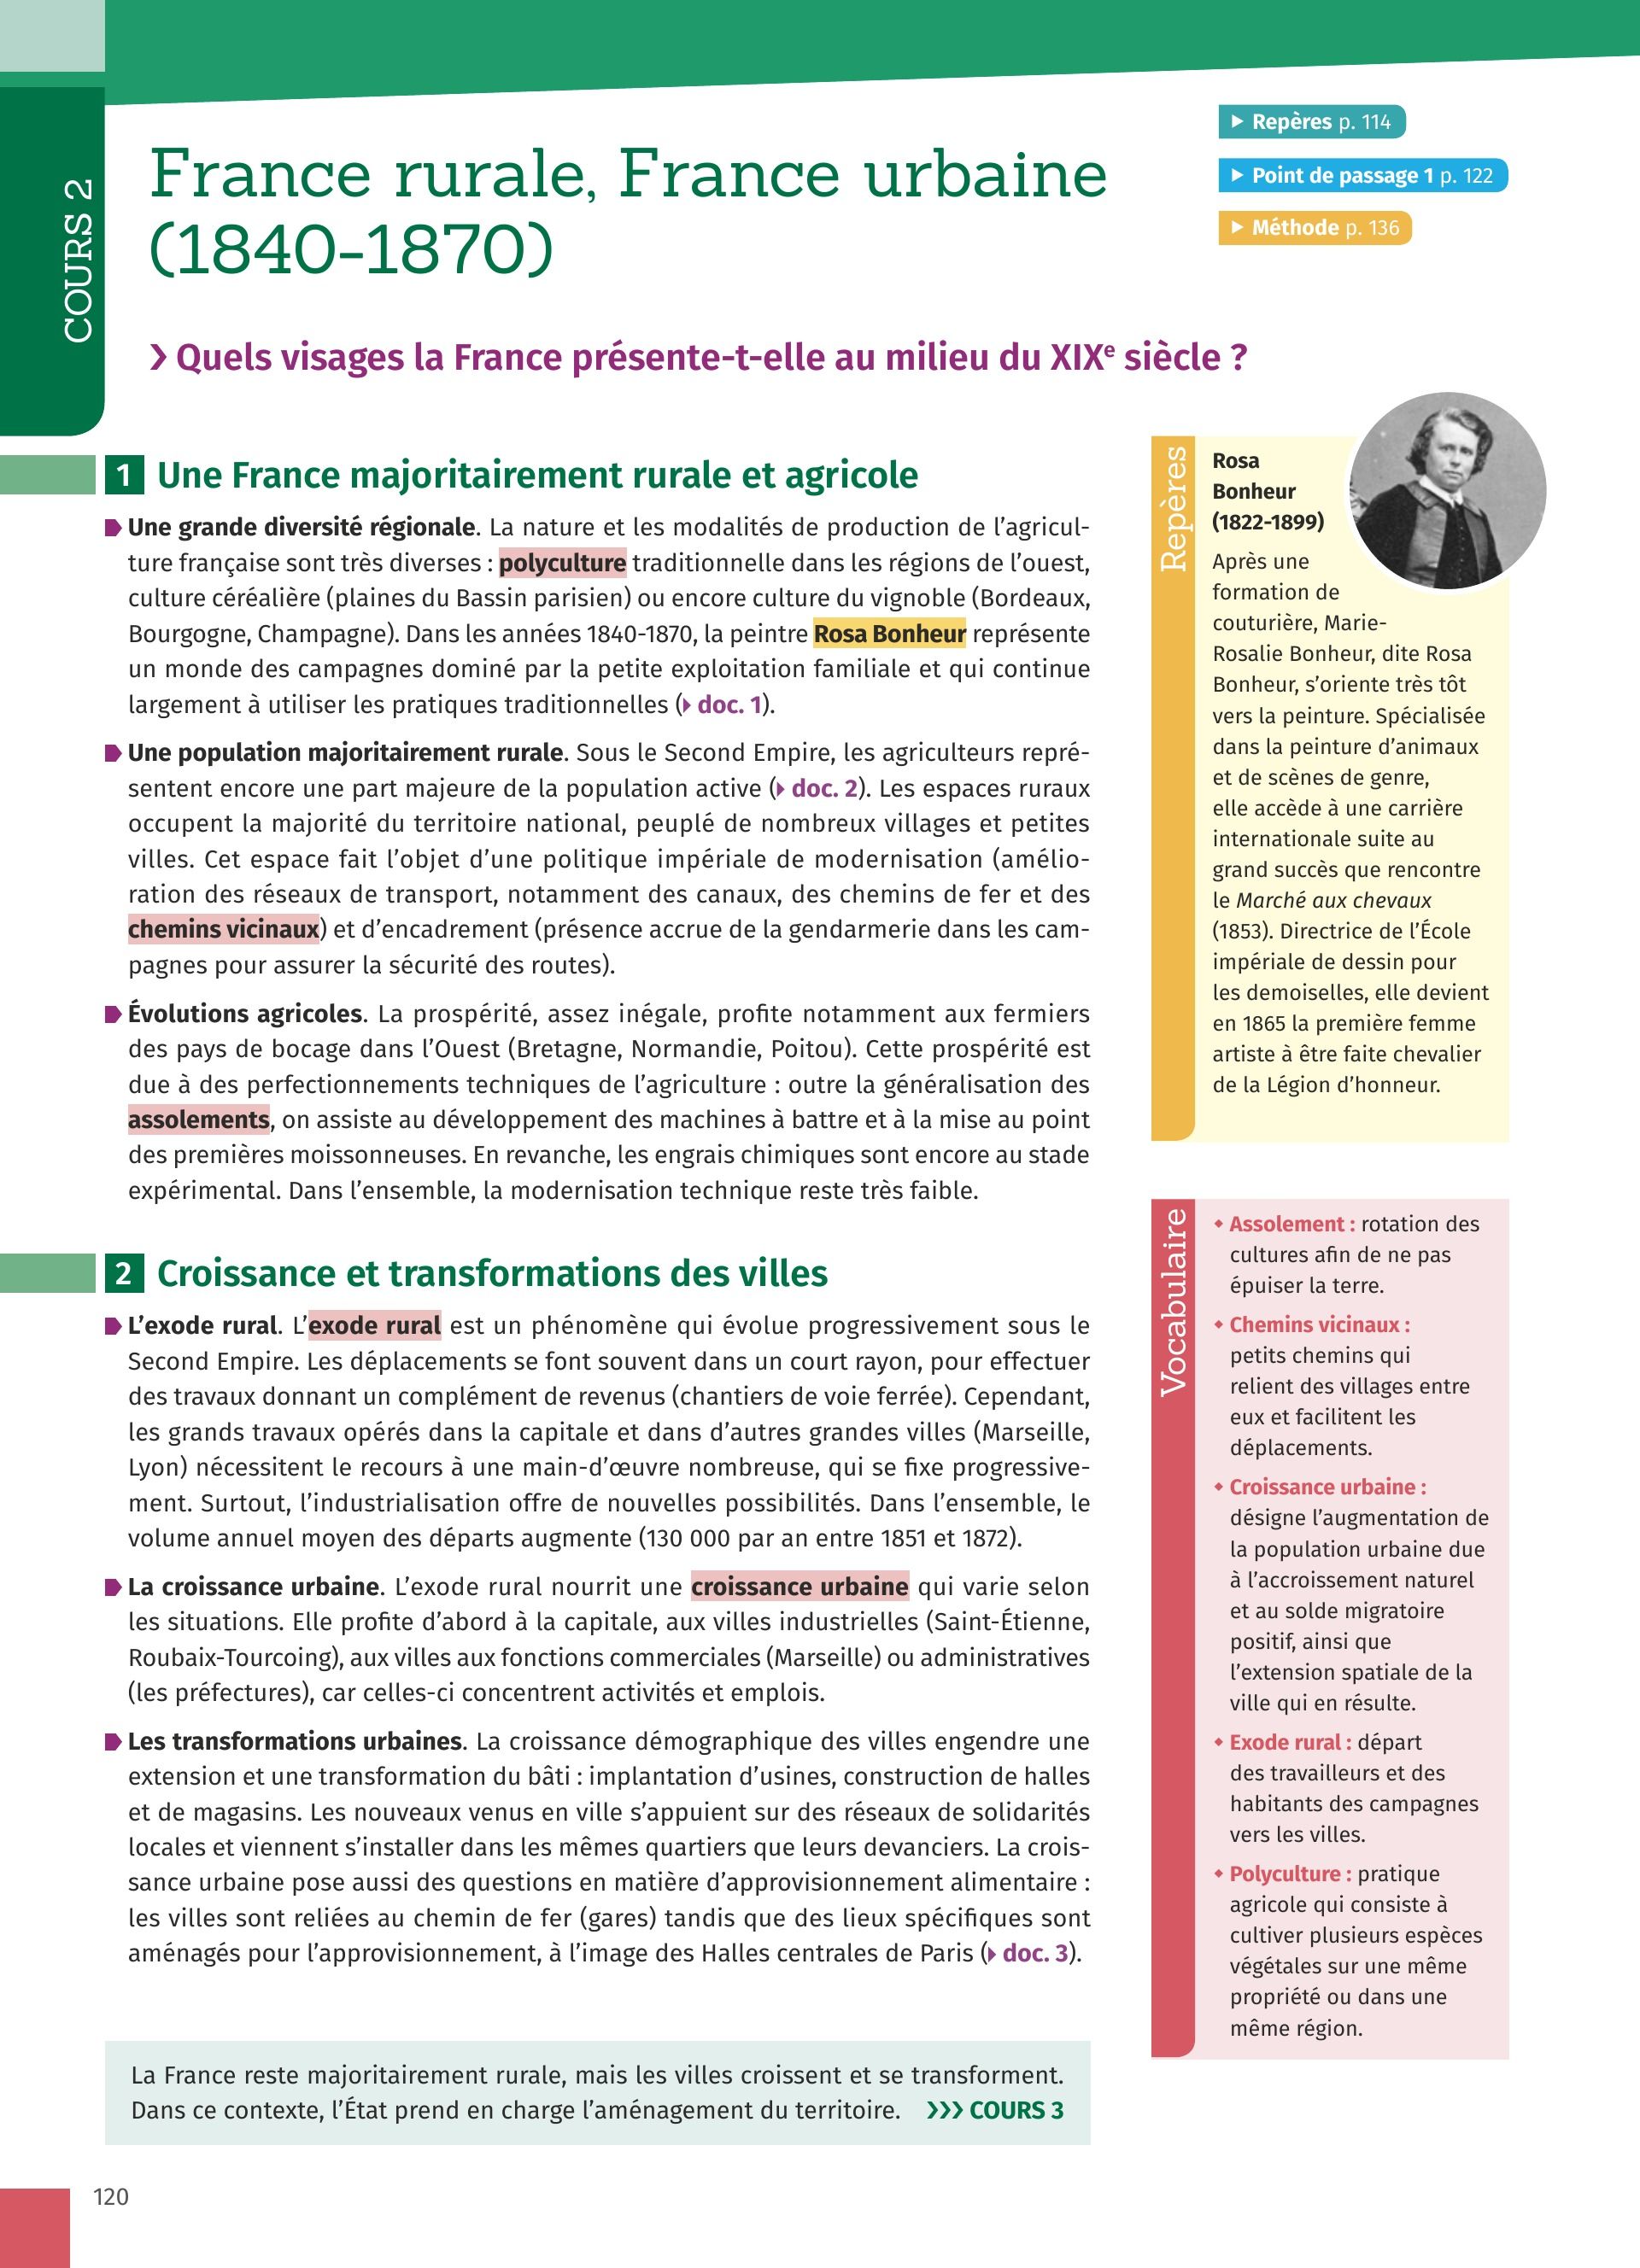 COURS 2
France rurale, France urbaine
(1840-1870)
▶ Repères p. 114
▶ Point de passage 1 p. 122
▶ Méthode p. 136
❯ Quels visages la France présente-t-elle au milieu du XIXe siècle ?
1 Une France majoritairement rurale et agricole
Une grande diversité régionale. La nature et les modalités de production de l’agricul-
ture française sont très diverses : polyculture traditionnelle dans les régions de l’ouest,
culture céréalière (plaines du Bassin parisien) ou encore culture du vignoble (Bordeaux,
Bourgogne, Champagne). Dans les années 1840-1870, la peintre Rosa Bonheur représente
un monde des campagnes dominé par la petite exploitation familiale et qui continue
largement à utiliser les pratiques traditionnelles (▸ doc. 1).
Une population majoritairement rurale. Sous le Second Empire, les agriculteurs repré-
sentent encore une part majeure de la population active (▸ doc. 2). Les espaces ruraux
occupent la majorité du territoire national, peuplé de nombreux villages et petites
villes. Cet espace fait l’objet d’une politique impériale de modernisation (amélio-
ration des réseaux de transport, notamment des canaux, des chemins de fer et des
chemins vicinaux) et d’encadrement (présence accrue de la gendarmerie dans les cam-
pagnes pour assurer la sécurité des routes).
Évolutions agricoles. La prospérité, assez inégale, profite notamment aux fermiers
des pays de bocage dans l’Ouest (Bretagne, Normandie, Poitou). Cette prospérité est
due à des perfectionnements techniques de l’agriculture : outre la généralisation des
assolements, on assiste au développement des machines à battre et à la mise au point
des premières moissonneuses. En revanche, les engrais chimiques sont encore au stade
expérimental. Dans l’ensemble, la modernisation technique reste très faible.
2 Croissance et transformations des villes
L’exode rural. L’exode rural est un phénomène qui évolue progressivement sous le
Second Empire. Les déplacements se font souvent dans un court rayon, pour effectuer
des travaux donnant un complément de revenus (chantiers de voie ferrée). Cependant,
les grands travaux opérés dans la capitale et dans d’autres grandes villes (Marseille,
Lyon) nécessitent le recours à une main-d’œuvre nombreuse, qui se fixe progressive-
ment. Surtout, l’industrialisation offre de nouvelles possibilités. Dans l’ensemble, le
volume annuel moyen des départs augmente (130 000 par an entre 1851 et 1872).
La croissance urbaine. L’exode rural nourrit une croissance urbaine qui varie selon
les situations. Elle profite d’abord à la capitale, aux villes industrielles (Saint-Étienne,
Roubaix-Tourcoing), aux villes aux fonctions commerciales (Marseille) ou administratives
(les préfectures), car celles-ci concentrent activités et emplois.
Les transformations urbaines. La croissance démographique des villes engendre une
extension et une transformation du bâti : implantation d’usines, construction de halles
et de magasins. Les nouveaux venus en ville s’appuient sur des réseaux de solidarités
locales et viennent s’installer dans les mêmes quartiers que leurs devanciers. La crois-
sance urbaine pose aussi des questions en matière d’approvisionnement alimentaire :
les villes sont reliées au chemin de fer (gares) tandis que des lieux spécifiques sont
aménagés pour l’approvisionnement, à l’image des Halles centrales de Paris (▸ doc. 3).
La France reste majoritairement rurale, mais les villes croissent et se transforment.
Dans ce contexte, l’État prend en charge l’aménagement du territoire. ❯❯❯ COURS 3
Repères
Rosa
Bonheur
(1822-1899)
Après une
formation de
couturière, Marie-
Rosalie Bonheur, dite Rosa
Bonheur, s’oriente très tôt
vers la peinture. Spécialisée
dans la peinture d’animaux
et de scènes de genre,
elle accède à une carrière
internationale suite au
grand succès que rencontre
le Marché aux chevaux
(1853). Directrice de l’École
impériale de dessin pour
les demoiselles, elle devient
en 1865 la première femme
artiste à être faite chevalier
de la Légion d’honneur.
Vocabulaire
• Assolement : rotation des
cultures afin de ne pas
épuiser la terre.
• Chemins vicinaux :
petits chemins qui
relient des villages entre
eux et facilitent les
déplacements.
• Croissance urbaine :
désigne l’augmentation de
la population urbaine due
à l’accroissement naturel
et au solde migratoire
positif, ainsi que
l’extension spatiale de la
ville qui en résulte.
• Exode rural : départ
des travailleurs et des
habitants des campagnes
vers les villes.
• Polyculture : pratique
agricole qui consiste à
cultiver plusieurs espèces
végétales sur une même
propriété ou dans une
même région.
120